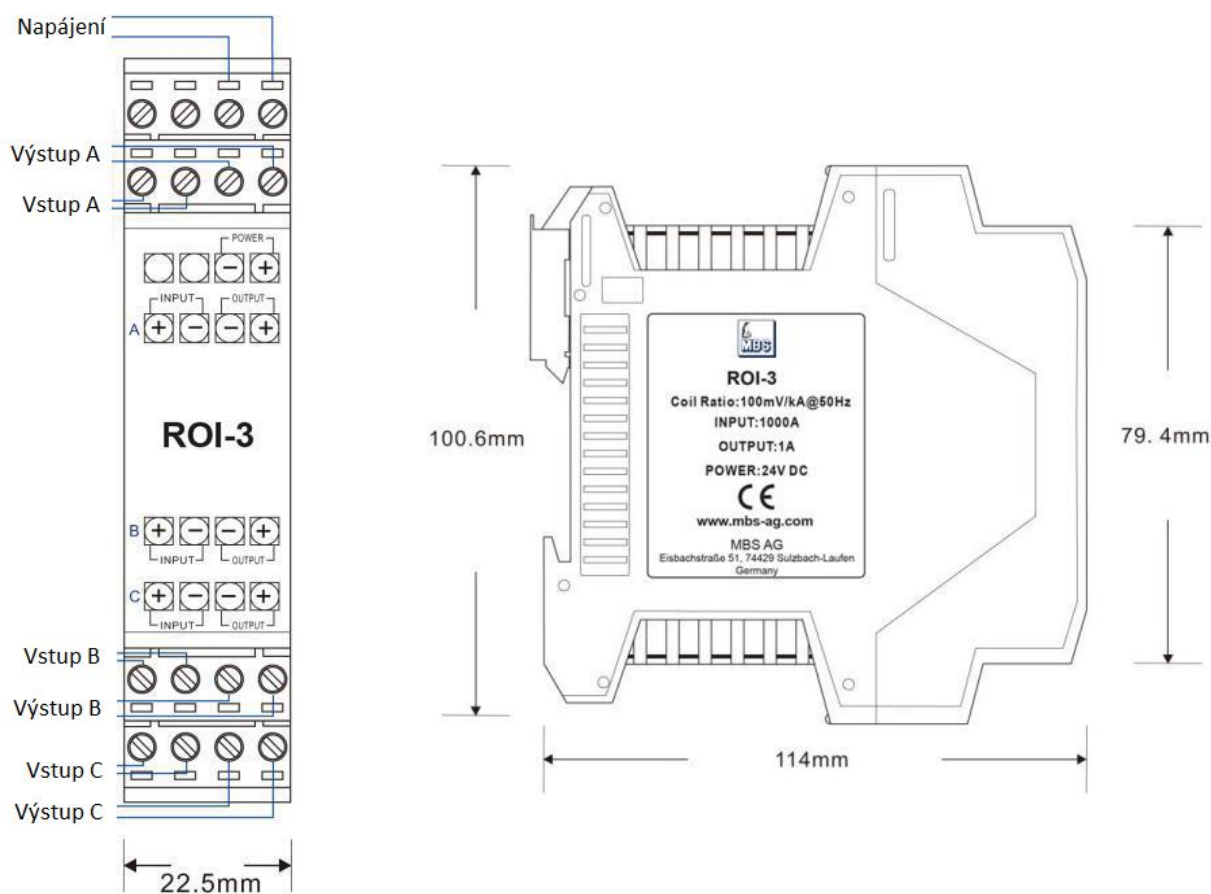 Napájení
Výstup A
Vstup A
POWER
− +
INPUT OUTPUT
A + − − +
ROI-3
B + − − +
INPUT OUTPUT
C + − − +
INPUT OUTPUT
Vstup B
Výstup B
Vstup C
Výstup C
22.5mm
100.6mm
MBS
ROI-3
Coil Ratio:100mV/kA@50Hz
INPUT:1000A
OUTPUT:1A
POWER:24V DC
CE
www.mbs-ag.com
MBS AG
Eisbachstraße 51, 74429 Sulzbach-Laufen
Germany
79.4mm
114mm